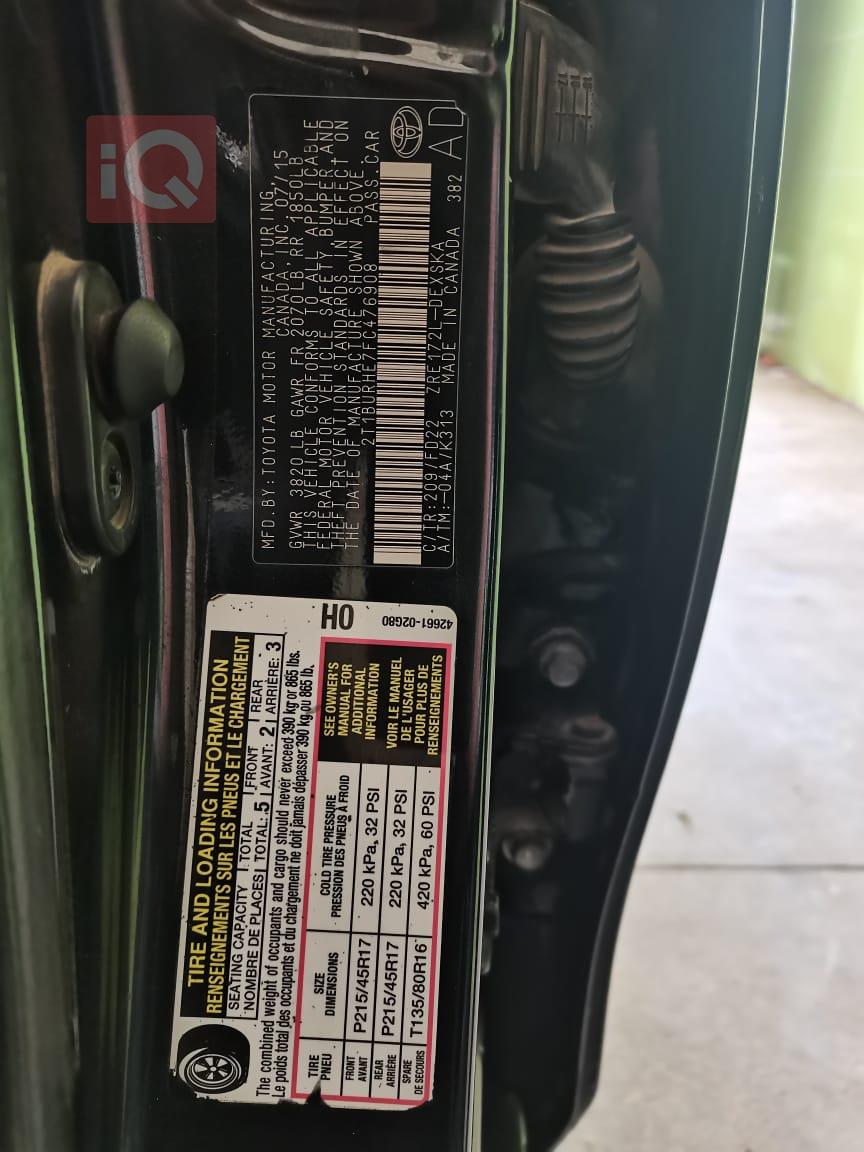 iQ
MFD. BY: TOYOTA MOTOR MANUFACTURING,
CANADA INC. 07/15
GVWR 3820LB GAWR FR 2070LB RR 1850LB
THIS VEHICLE CONFORMS TO ALL APPLICABLE
FEDERAL MOTOR VEHICLE SAFETY, BUMPER AND
THEFT PREVENTION STANDARDS IN EFFECT ON
THE DATE OF MANUFACTURE SHOWN ABOVE.
2T1BURHE7FC476908 PASS. CAR
C/TR: 209/FD22 ZRE172L-DEXSKA
A/TM: -04A/K313 MADE IN CANADA 382
AD
TIRE AND LOADING INFORMATION
RENSEIGNEMENTS SUR LES PNEUS ET LE CHARGEMENT
SEATING CAPACITY TOTAL FRONT REAR
NOMBRE DE PLACES TOTAL: 5 AVANT: 2 ARRIÈRE: 3
The combined weight of occupants and cargo should never exceed 390 kg or 865 lbs.
Le poids total des occupants et du chargement ne doit jamais dépasser 390 kg ou 865 lb.
TIRE SIZE COLD TIRE PRESSURE
PNEU DIMENSIONS PRESSION DES PNEUS À FROID
FRONT
AVANT P215/45R17 220 kPa, 32 PSI
REAR
ARRIÈRE P215/45R17 220 kPa, 32 PSI
SPARE
DE SECOURS T135/80R16 420 kPa, 60 PSI
SEE OWNER'S
MANUAL FOR
ADDITIONAL
INFORMATION
VOIR LE MANUEL
DE L'USAGER
POUR PLUS DE
RENSEIGNEMENTS
OH
42661-02G80